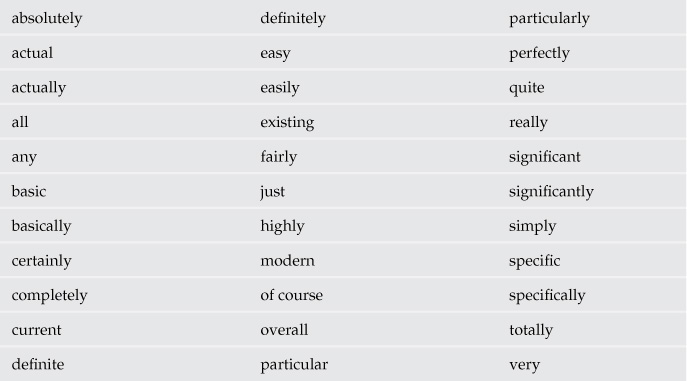 absolutely definitely particularly
actual easy perfectly
actually easily quite
all existing really
any fairly significant
basic just significantly
basically highly simply
certainly modern specific
completely of course specifically
current overall totally
definite particular very